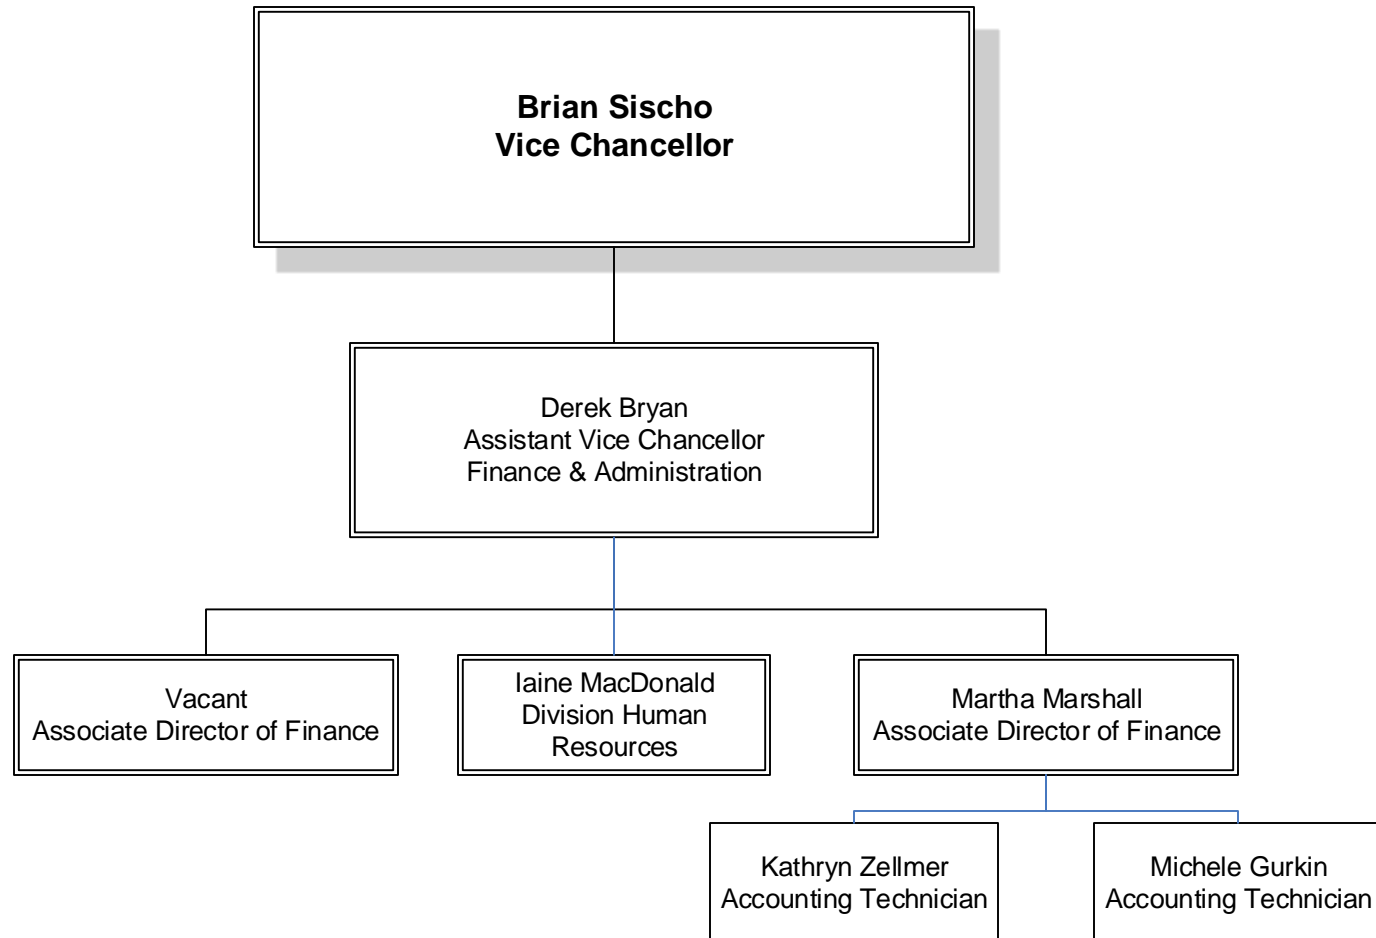 Brian Sischo
Vice Chancellor
Derek Bryan
Assistant Vice Chancellor
Finance & Administration
Vacant
Associate Director of Finance
Iaine MacDonald
Division Human
Resources
Martha Marshall
Associate Director of Finance
Kathryn Zellmer
Accounting Technician
Michele Gurkin
Accounting Technician